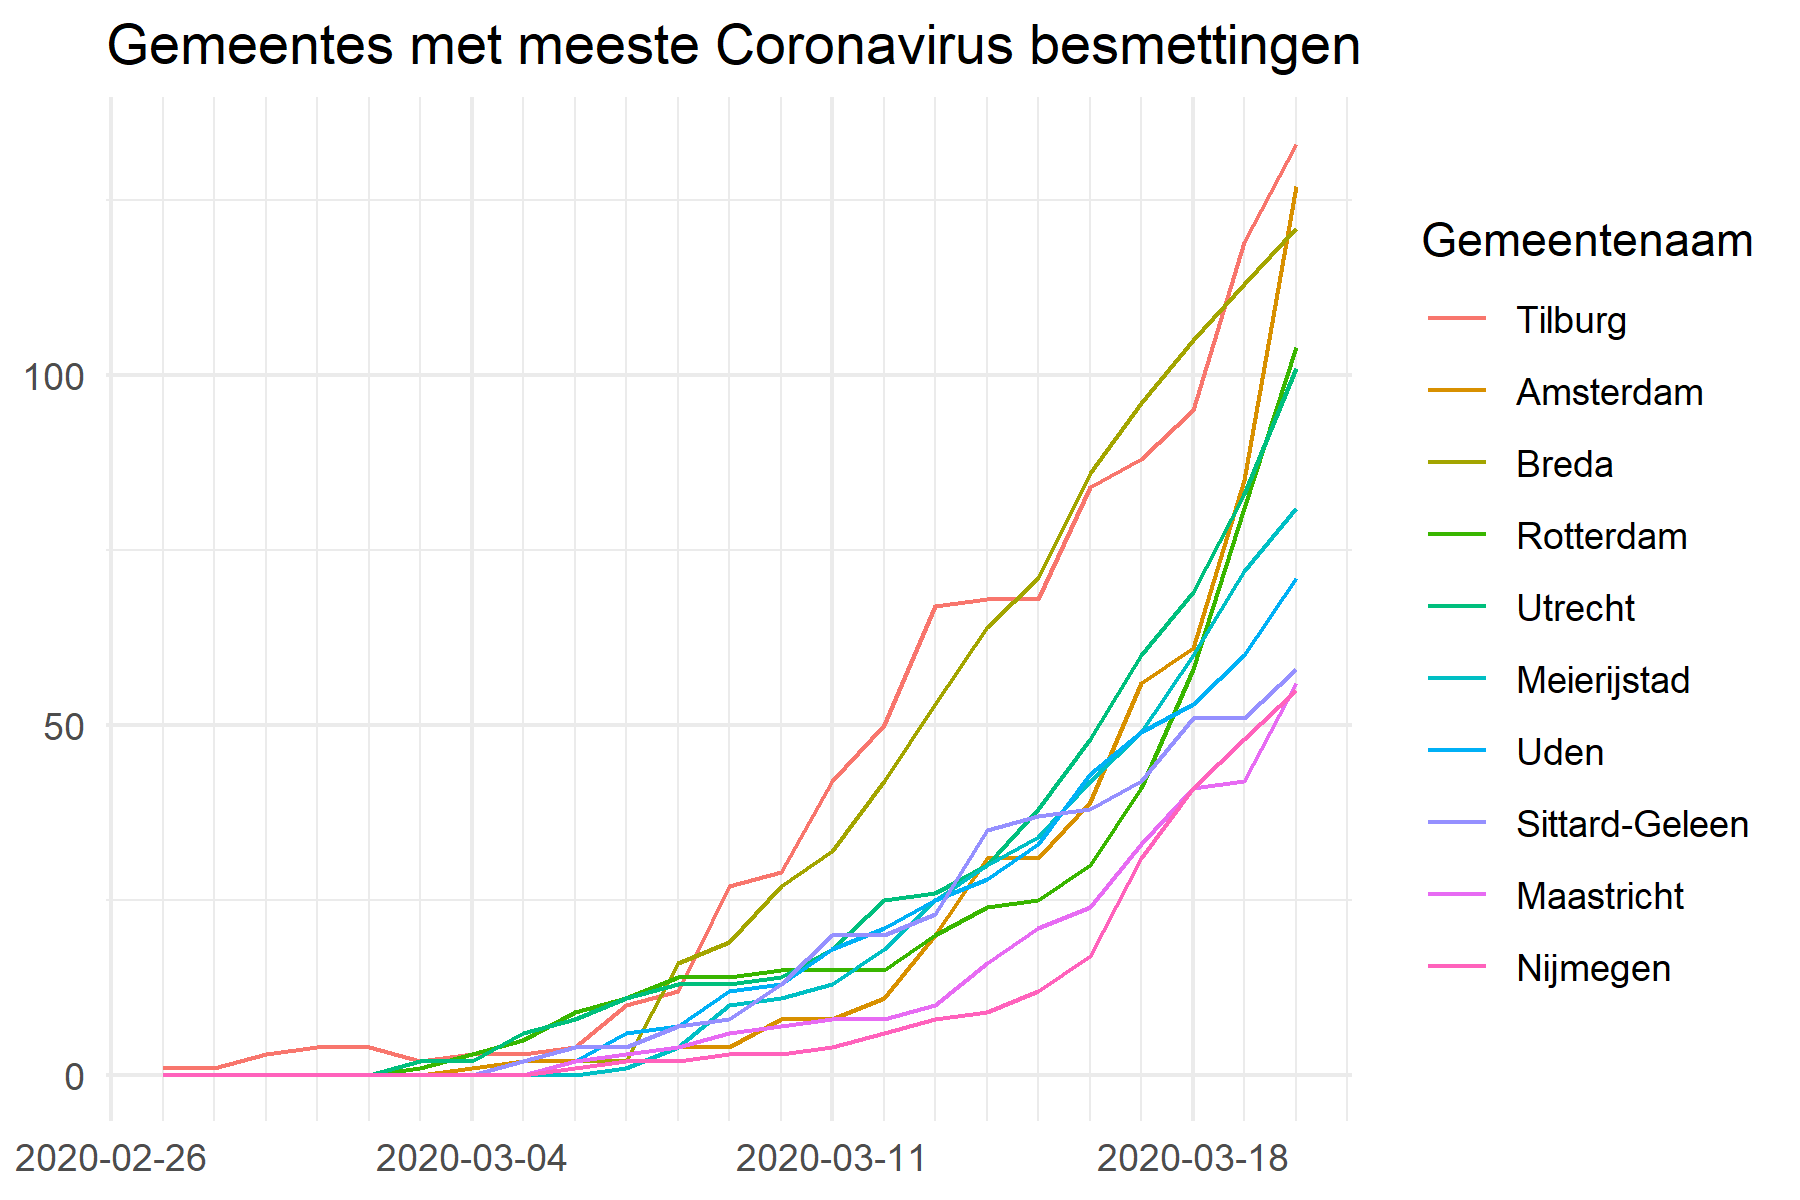 Gemeentes met meeste Coronavirus besmettingen
100
50
0
2020-02-26
2020-03-04
2020-03-11
2020-03-18
Gemeentenaam
Tilburg
Amsterdam
Breda
Rotterdam
Utrecht
Meierijstad
Uden
Sittard-Geleen
Maastricht
Nijmegen